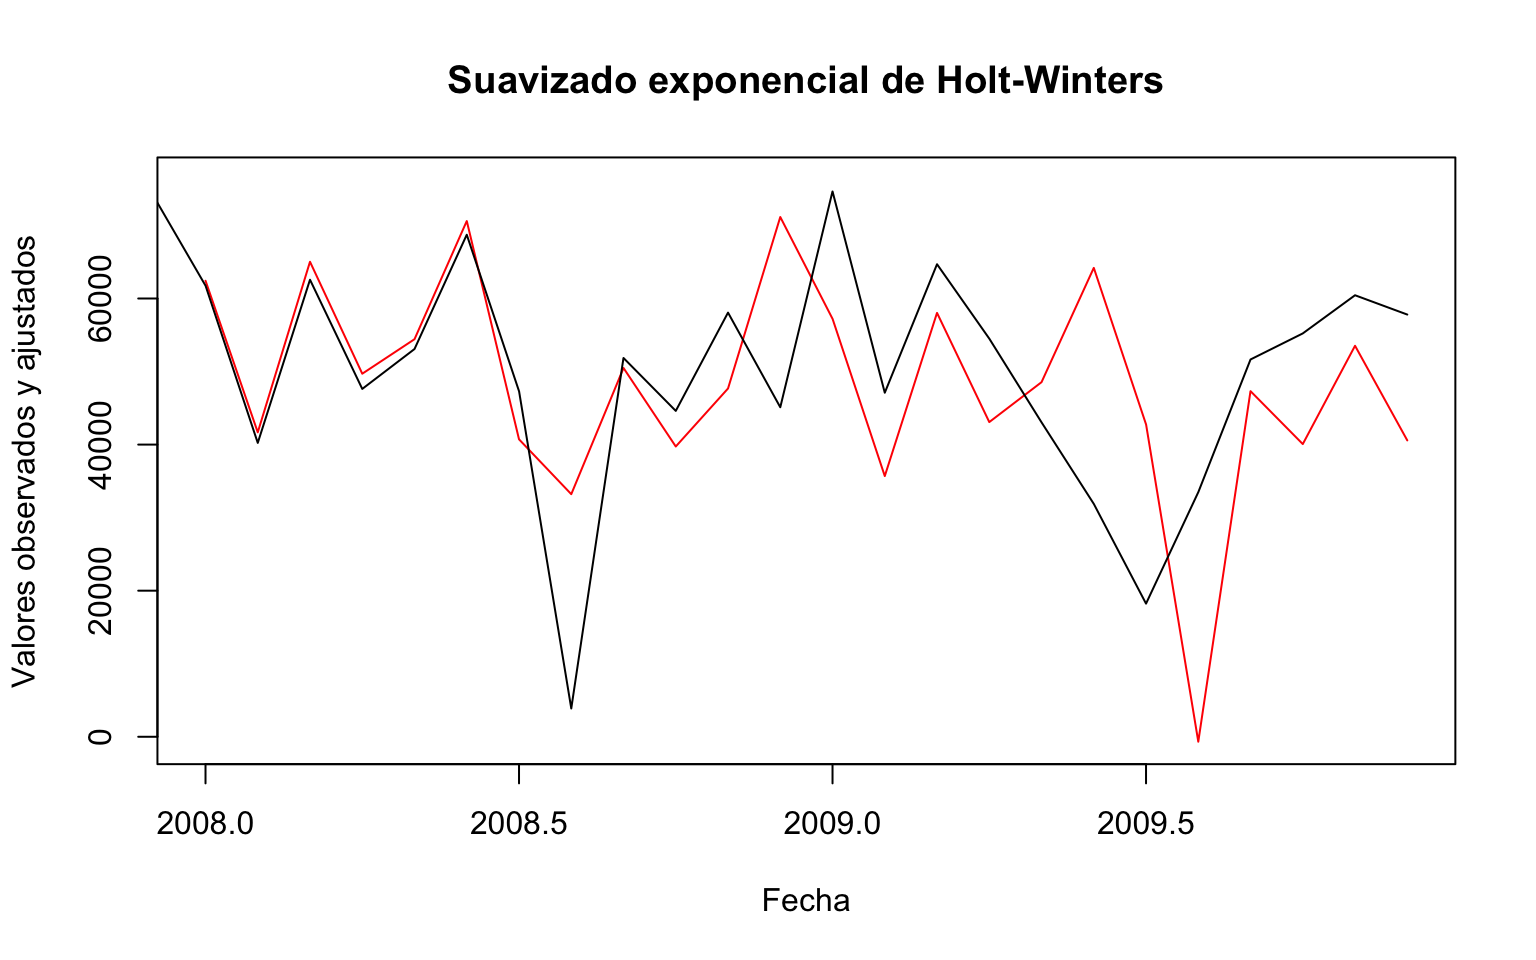 Suavizado exponencial de Holt-Winters
Valores observados y ajustados
60000
40000
20000
0
2008.0
2008.5
2009.0
2009.5
Fecha